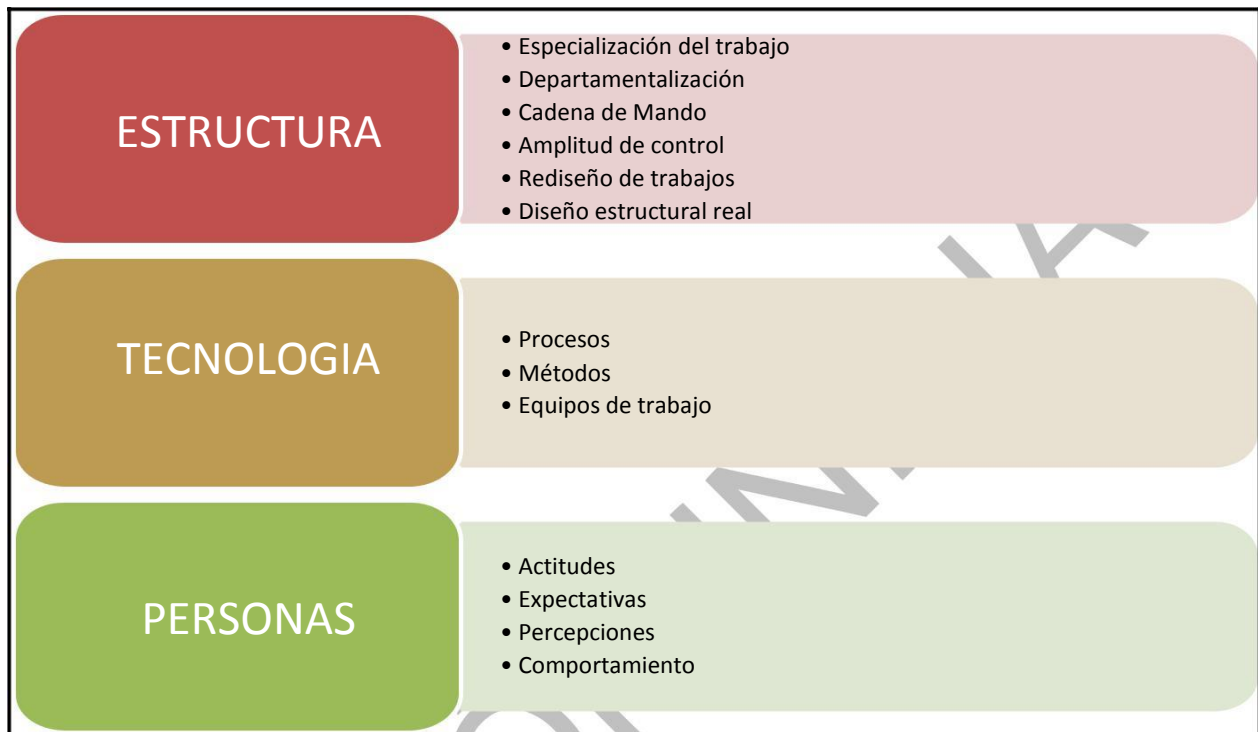 ESTRUCTURA
• Especialización del trabajo
• Departamentalización
• Cadena de Mando
• Amplitud de control
• Rediseño de trabajos
• Diseño estructural real
TECNOLOGIA
• Procesos
• Métodos
• Equipos de trabajo
PERSONAS
• Actitudes
• Expectativas
• Percepciones
• Comportamiento